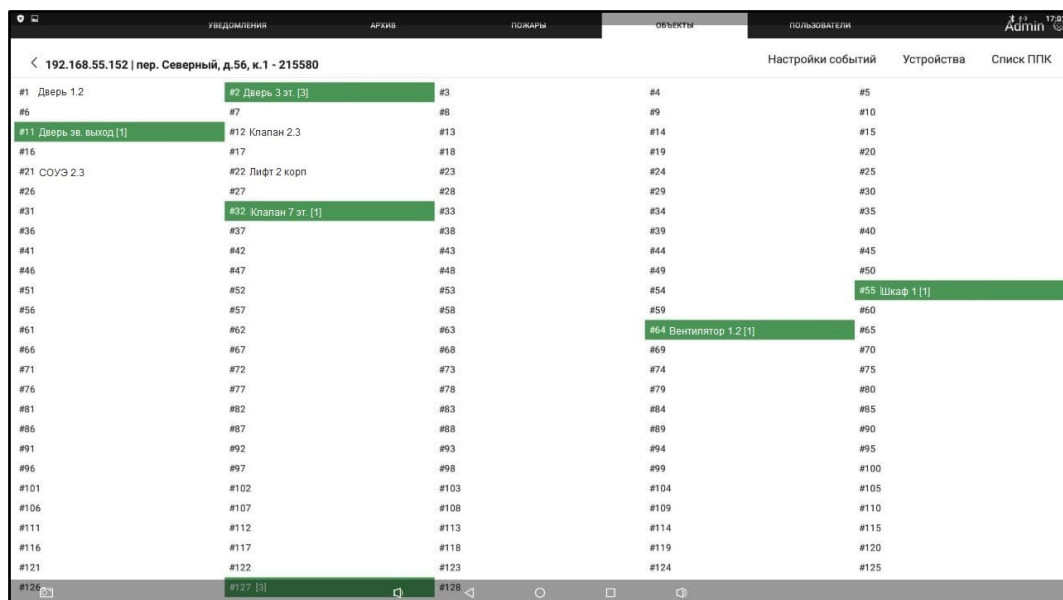 УВЕДОМЛЕНИЯ АРХИВ ПОЖАРЫ ОБЪЕКТЫ ПОЛЬЗОВАТЕЛИ Admin 17:0
192.168.55.152 | пер. Северный, д.56, к.1 - 215580 Настройки событий Устройства Список ППК
#1 Дверь 1.2 #2 Дверь 3 эт. [3] #3 #4 #5
#6 #7 #8 #9 #10
#11 Дверь эв. выход [1] #12 Клапан 2.3 #13 #14 #15
#16 #17 #18 #19 #20
#21 СОУЭ 2.3 #22 Лифт 2 корп #23 #24 #25
#26 #27 #28 #29 #30
#31 #32 Клапан 7 эт. [1] #33 #34 #35
#36 #37 #38 #39 #40
#41 #42 #43 #44 #45
#46 #47 #48 #49 #50
#51 #52 #53 #54 #55 Шкаф 1 [1]
#56 #57 #58 #59 #60
#61 #62 #63 #64 Вентилятор 1.2 [1] #65
#66 #67 #68 #69 #70
#71 #72 #73 #74 #75
#76 #77 #78 #79 #80
#81 #82 #83 #84 #85
#86 #87 #88 #89 #90
#91 #92 #93 #94 #95
#96 #97 #98 #99 #100
#101 #102 #103 #104 #105
#106 #107 #108 #109 #110
#111 #112 #113 #114 #115
#116 #117 #118 #119 #120
#121 #122 #123 #124 #125
#126 #127 [3] #128